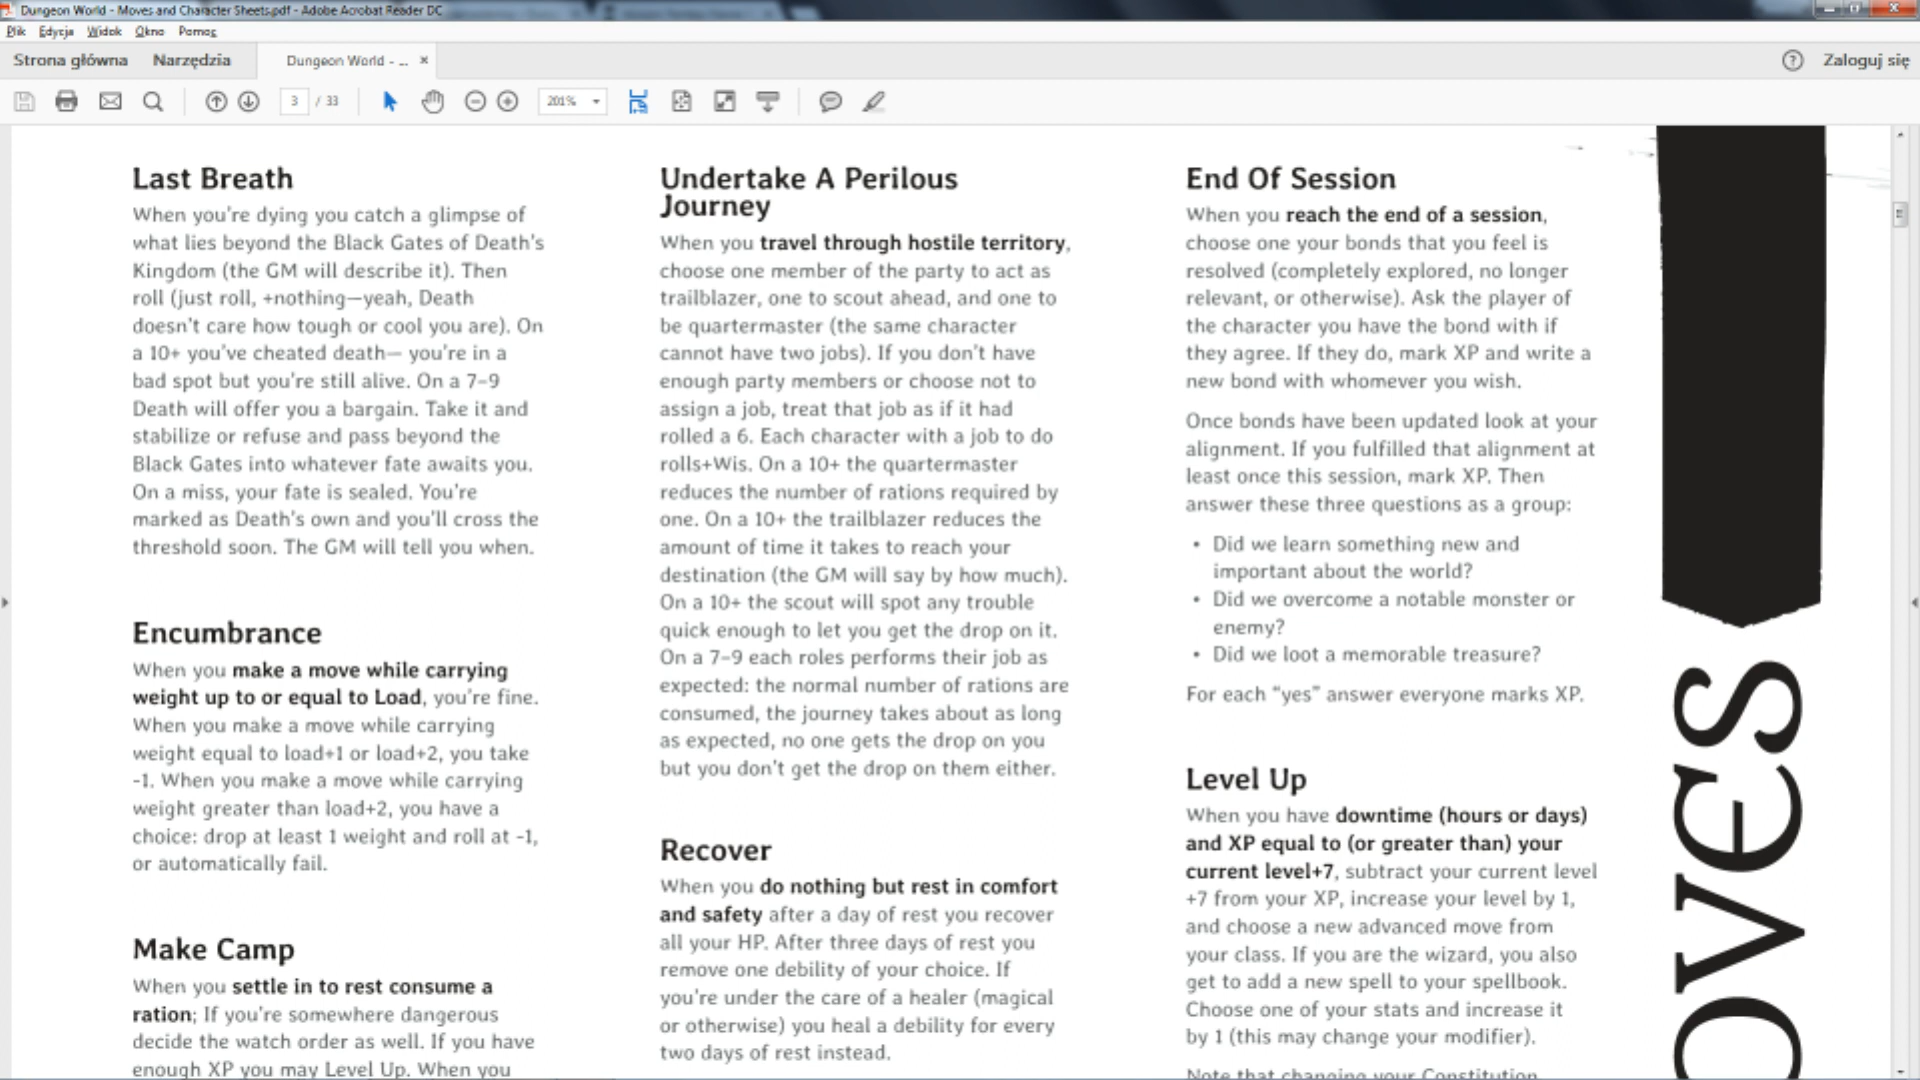 Dungeon World - Moves and Character Sheets.pdf - Adobe Acrobat Reader DC
Plik Edycja Widok Okno Pomoc
Strona główna Narzędzia Dungeon World - ... × ? Zaloguj się
3 / 33 201%
Last Breath
When you're dying you catch a glimpse of
what lies beyond the Black Gates of Death's
Kingdom (the GM will describe it). Then
roll (just roll, +nothing—yeah, Death
doesn't care how tough or cool you are). On
a 10+ you've cheated death— you're in a
bad spot but you're still alive. On a 7–9
Death will offer you a bargain. Take it and
stabilize or refuse and pass beyond the
Black Gates into whatever fate awaits you.
On a miss, your fate is sealed. You're
marked as Death's own and you'll cross the
threshold soon. The GM will tell you when.
Encumbrance
When you make a move while carrying
weight up to or equal to Load, you're fine.
When you make a move while carrying
weight equal to load+1 or load+2, you take
-1. When you make a move while carrying
weight greater than load+2, you have a
choice: drop at least 1 weight and roll at -1,
or automatically fail.
Make Camp
When you settle in to rest consume a
ration; If you're somewhere dangerous
decide the watch order as well. If you have
enough XP you may Level Up. When you
Undertake A Perilous
Journey
When you travel through hostile territory,
choose one member of the party to act as
trailblazer, one to scout ahead, and one to
be quartermaster (the same character
cannot have two jobs). If you don't have
enough party members or choose not to
assign a job, treat that job as if it had
rolled a 6. Each character with a job to do
rolls+Wis. On a 10+ the quartermaster
reduces the number of rations required by
one. On a 10+ the trailblazer reduces the
amount of time it takes to reach your
destination (the GM will say by how much).
On a 10+ the scout will spot any trouble
quick enough to let you get the drop on it.
On a 7–9 each roles performs their job as
expected: the normal number of rations are
consumed, the journey takes about as long
as expected, no one gets the drop on you
but you don't get the drop on them either.
Recover
When you do nothing but rest in comfort
and safety after a day of rest you recover
all your HP. After three days of rest you
remove one debility of your choice. If
you're under the care of a healer (magical
or otherwise) you heal a debility for every
two days of rest instead.
End Of Session
When you reach the end of a session,
choose one your bonds that you feel is
resolved (completely explored, no longer
relevant, or otherwise). Ask the player of
the character you have the bond with if
they agree. If they do, mark XP and write a
new bond with whomever you wish.
Once bonds have been updated look at your
alignment. If you fulfilled that alignment at
least once this session, mark XP. Then
answer these three questions as a group:
• Did we learn something new and
important about the world?
• Did we overcome a notable monster or
enemy?
• Did we loot a memorable treasure?
For each “yes” answer everyone marks XP.
Level Up
When you have downtime (hours or days)
and XP equal to (or greater than) your
current level+7, subtract your current level
+7 from your XP, increase your level by 1,
and choose a new advanced move from
your class. If you are the wizard, you also
get to add a new spell to your spellbook.
Choose one of your stats and increase it
by 1 (this may change your modifier).
Note that changing your Constitution
oves